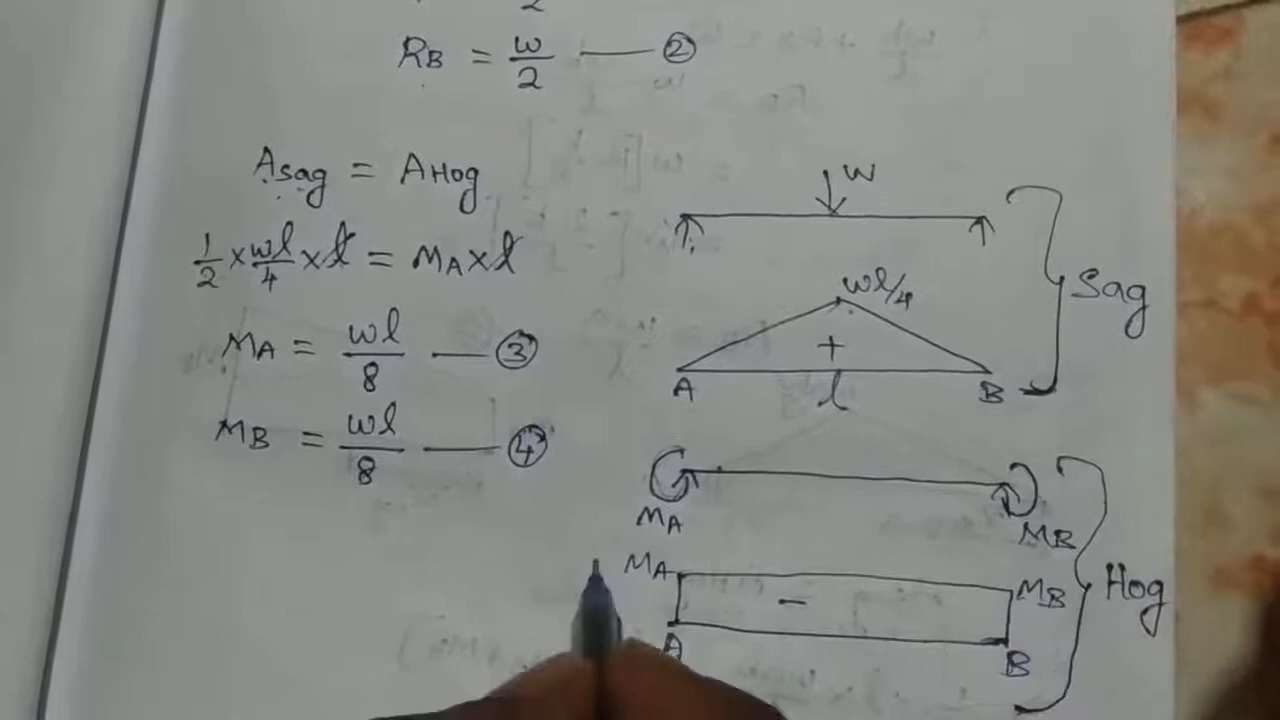 2
RB = w/2 —— ②
Asag = AHog
1/2 × wl/4 × l = MA × l
MA = wl/8 —— ③
MB = wl/8 —— ④
w
wl/4
+
A l B
Sag
MA MB
MA MB
-
A B
Hog